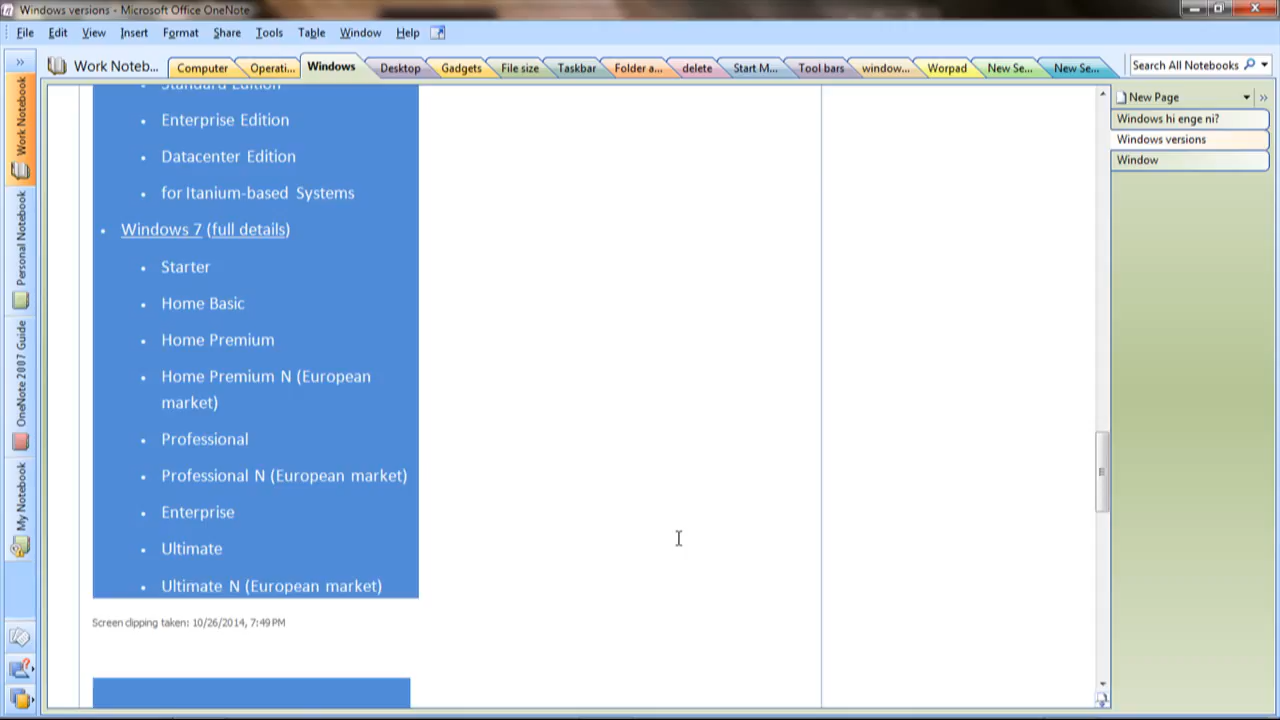 Windows versions - Microsoft Office OneNote
File Edit View Insert Format Share Tools Table Window Help
Work Noteb... Computer Operati... Windows Desktop Gadgets File size Taskbar Folder a... delete Start M... Tool bars window... Worpad New Se... New Se... Search All Notebooks
Work Notebook
Personal Notebook
OneNote 2007 Guide
My Notebook
Standard Edition
• Enterprise Edition
• Datacenter Edition
• for Itanium-based Systems
• Windows 7 (full details)
• Starter
• Home Basic
• Home Premium
• Home Premium N (European
market)
• Professional
• Professional N (European market)
• Enterprise
• Ultimate
• Ultimate N (European market)
Screen clipping taken: 10/26/2014, 7:49 PM
New Page
Windows hi enge ni?
Windows versions
Window